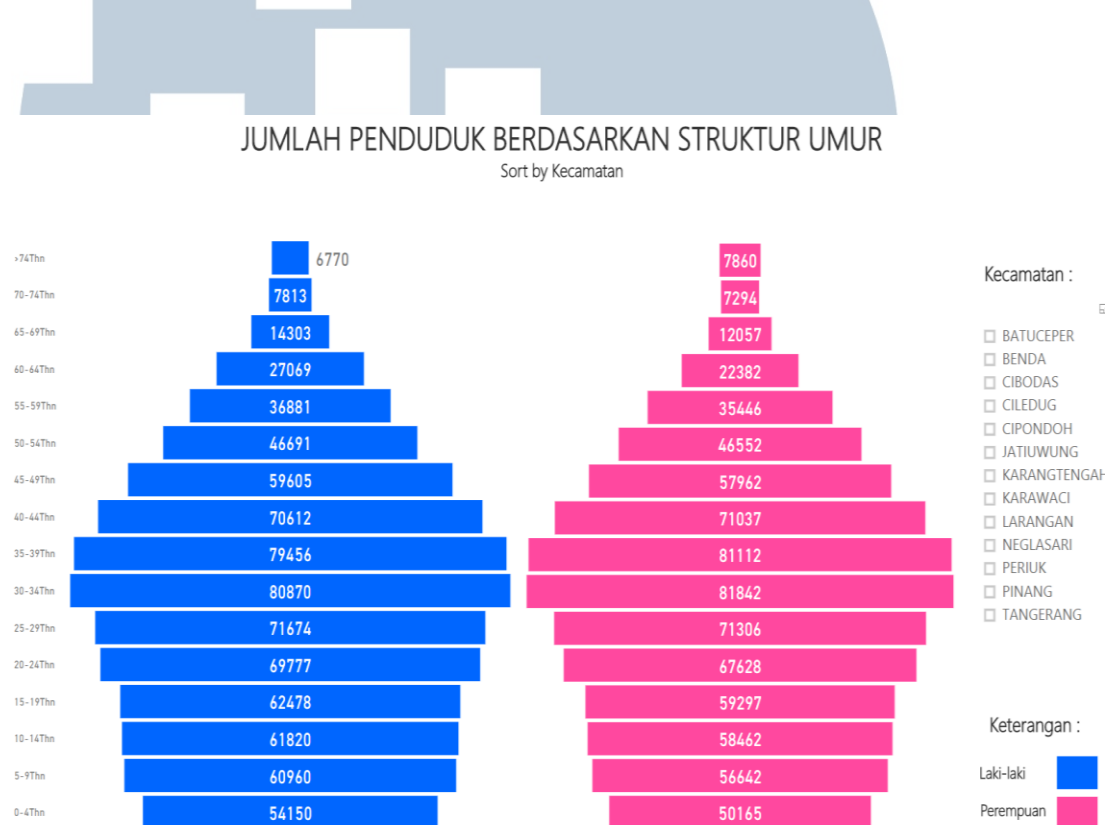 JUMLAH PENDUDUK BERDASARKAN STRUKTUR UMUR
Sort by Kecamatan
>74Thn 6770 7860
70-74Thn 7813 7294
65-69Thn 14303 12057
60-64Thn 27069 22382
55-59Thn 36881 35446
50-54Thn 46691 46552
45-49Thn 59605 57962
40-44Thn 70612 71037
35-39Thn 79456 81112
30-34Thn 80870 81842
25-29Thn 71674 71306
20-24Thn 69777 67628
15-19Thn 62478 59297
10-14Thn 61820 58462
5-9Thn 60960 56642
0-4Thn 54150 50165
Kecamatan :
BATUCEPER
BENDA
CIBODAS
CILEDUG
CIPONDOH
JATIUWUNG
KARANGTENGAH
KARAWACI
LARANGAN
NEGLASARI
PERIUK
PINANG
TANGERANG
Keterangan :
Laki-laki
Perempuan